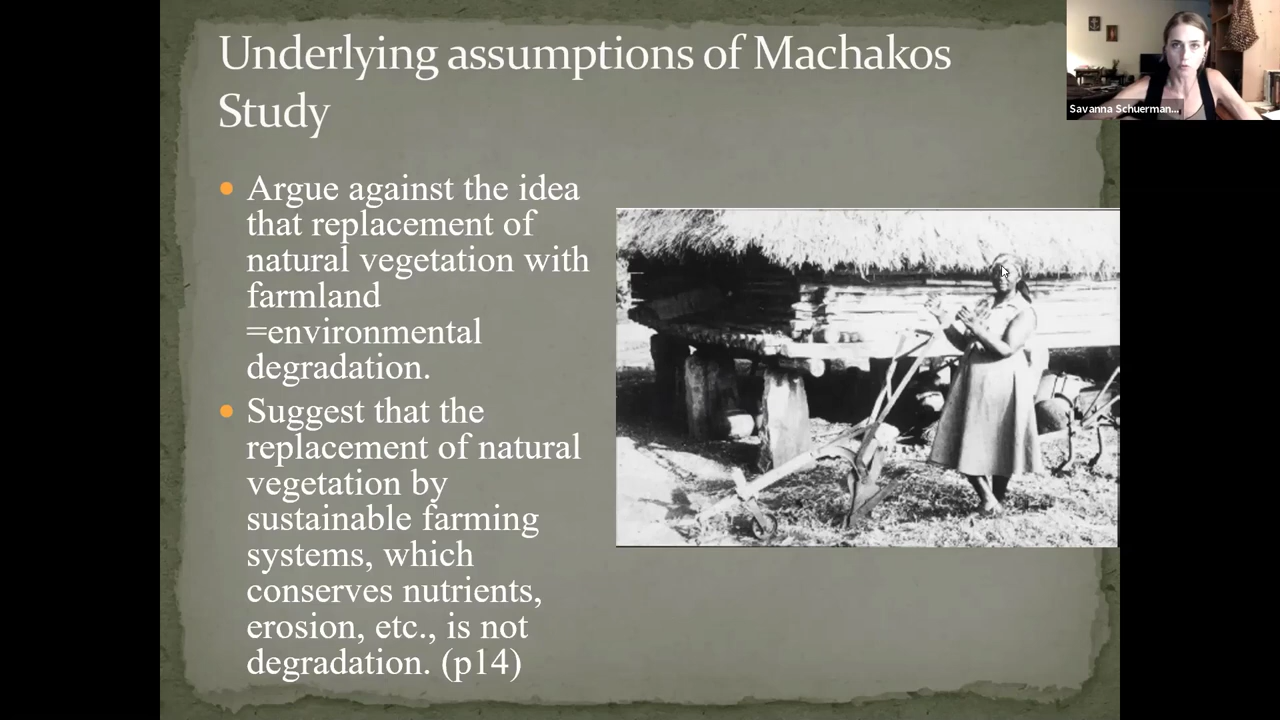 Underlying assumptions of Machakos
Study
Savanna Schuerman...
Argue against the idea
that replacement of
natural vegetation with
farmland
=environmental
degradation.
Suggest that the
replacement of natural
vegetation by
sustainable farming
systems, which
conserves nutrients,
erosion, etc., is not
degradation. (p14)